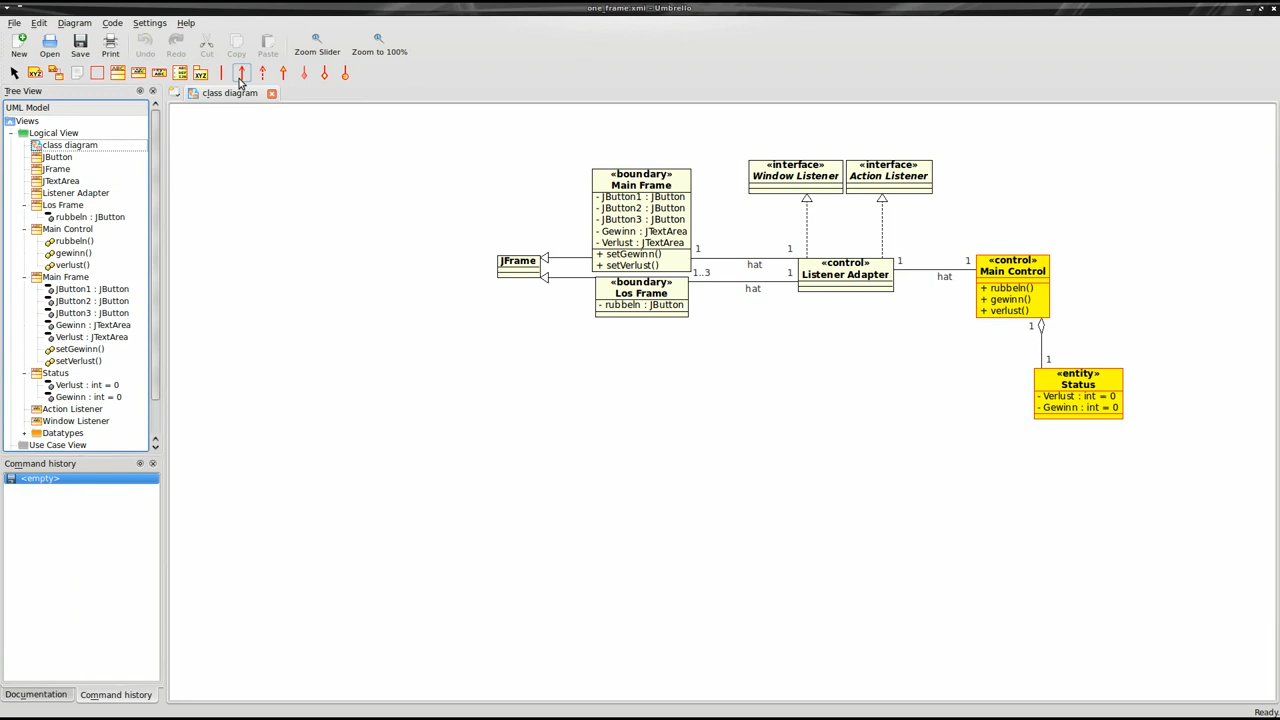 one_frame.xml - Umbrello
File Edit Diagram Code Settings Help
New Open Save Print Undo Redo Cut Copy Paste Zoom Slider Zoom to 100%
Tree View
class diagram
UML Model
Views
Logical View
class diagram
JButton
JFrame
JTextArea
Listener Adapter
Los Frame
rubbeln : JButton
Main Control
rubbeln()
gewinn()
verlust()
Main Frame
JButton1 : JButton
JButton2 : JButton
JButton3 : JButton
Gewinn : JTextArea
Verlust : JTextArea
setGewinn()
setVerlust()
Status
Verlust : int = 0
Gewinn : int = 0
Action Listener
Window Listener
Datatypes
Use Case View
Command history
<empty>
Documentation Command history
«boundary»
Main Frame
- JButton1 : JButton
- JButton2 : JButton
- JButton3 : JButton
- Gewinn : JTextArea
- Verlust : JTextArea
+ setGewinn()
+ setVerlust()
JFrame
«boundary»
Los Frame
- rubbeln : JButton
1 1
hat
1..3 1
hat
«interface»
Window Listener
«interface»
Action Listener
«control»
Listener Adapter
1 1
hat
«control»
Main Control
+ rubbeln()
+ gewinn()
+ verlust()
1
1
«entity»
Status
- Verlust : int = 0
- Gewinn : int = 0
Ready.